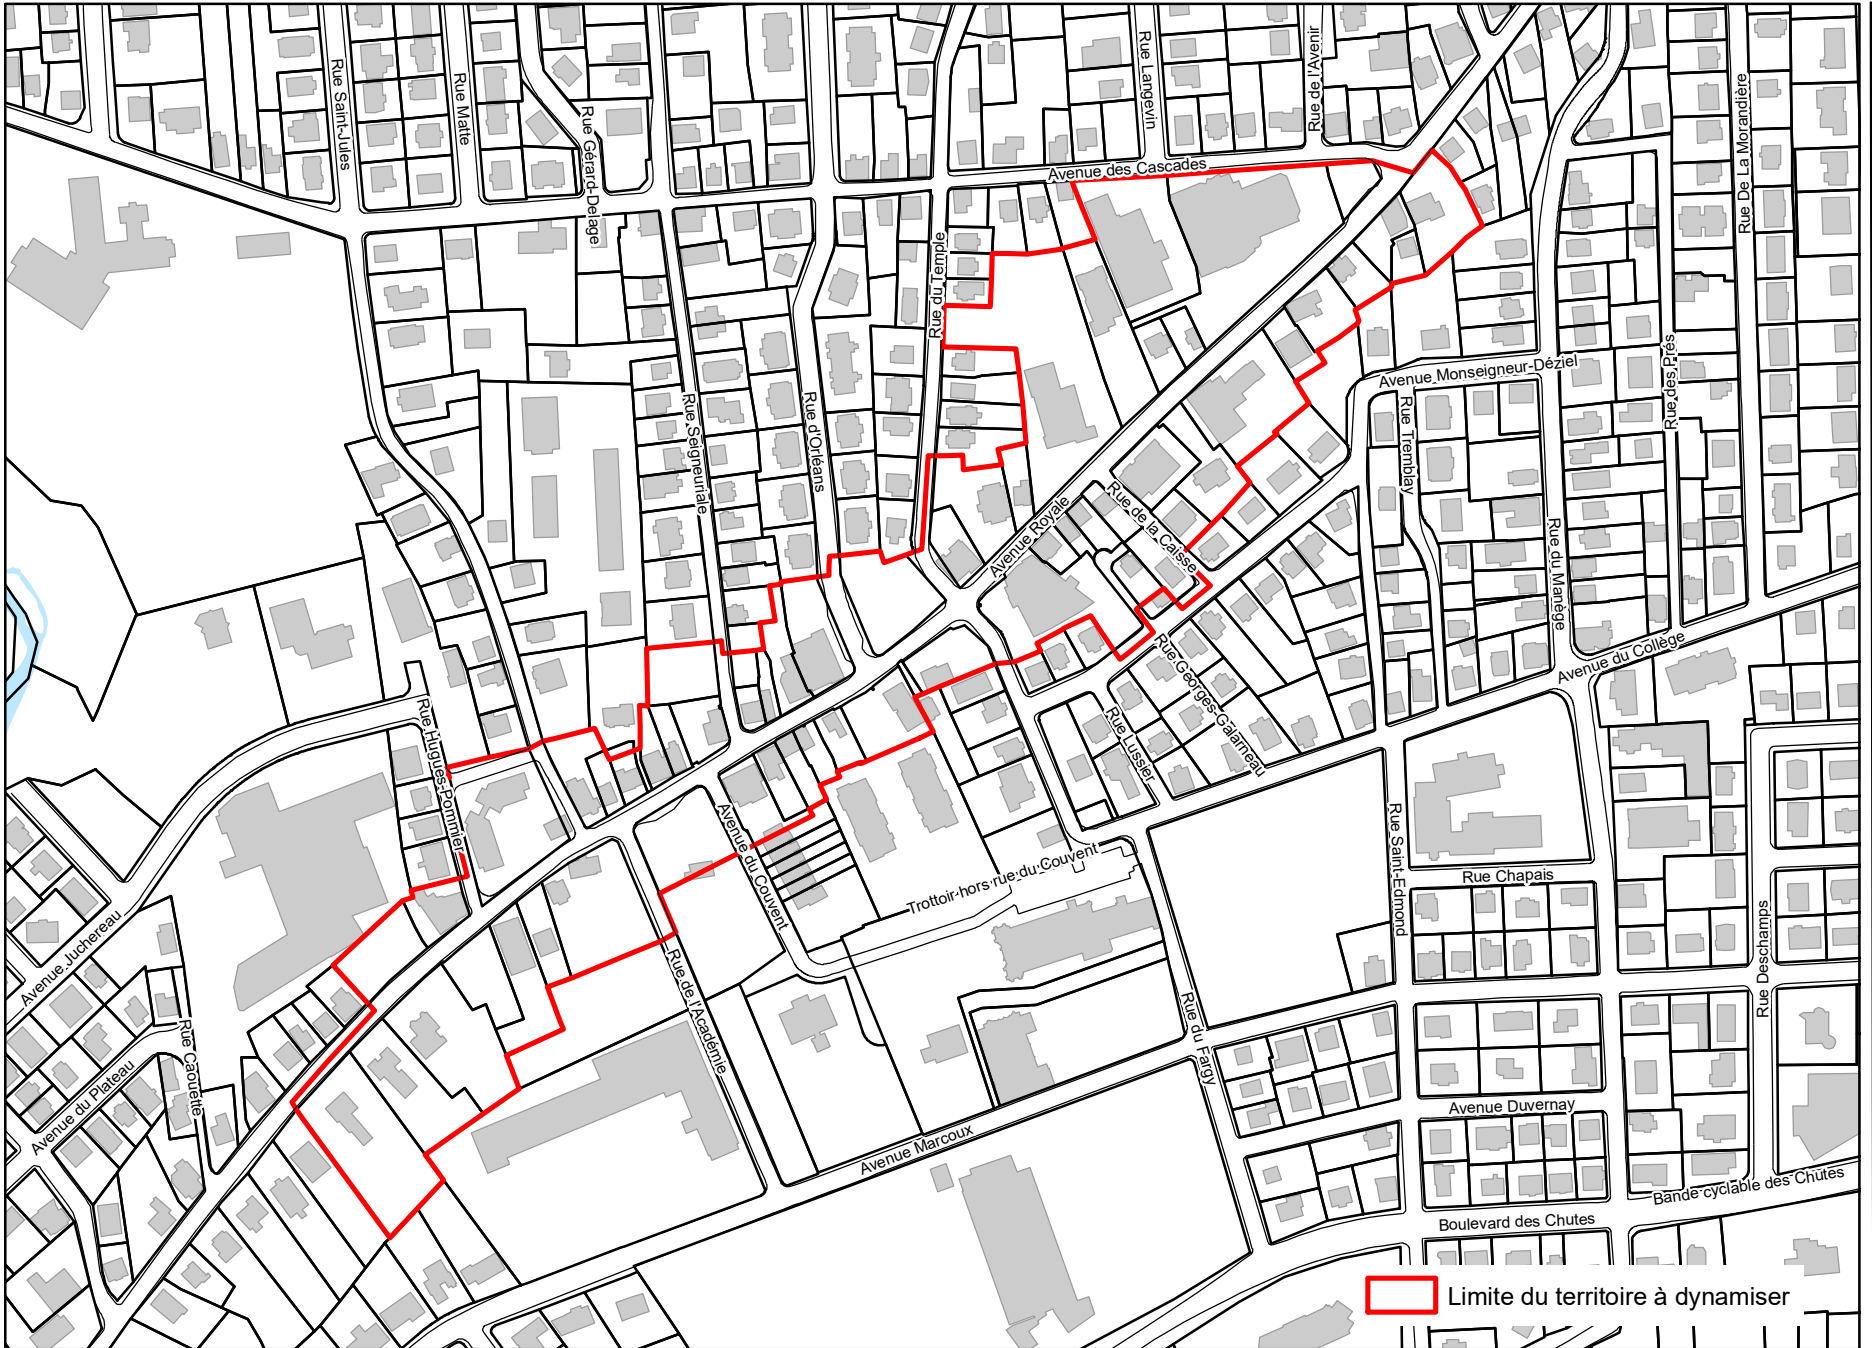 Rue Saint-Jules
Rue Matte
Rue Gérard-Delage
Rue Langevin
Rue de l'Avenir
Rue De La Morandière
Avenue des Cascades
Rue du Temple
Rue Seigneuriale
Rue d'Orléans
Avenue Monseigneur-Déziel
Rue des Prés
Rue Tremblay
Avenue Royale
Rue de la Caisse
Rue du Manège
Avenue du Collège
Rue Georges-Galarneau
Rue Lussier
Rue Hugues-Pommier
Avenue du Couvent
Trottoir hors rue du Couvent
Rue Saint-Edmond
Rue Chapais
Avenue Juchereau
Rue de l'Académie
Rue Deschamps
Rue du Fargy
Rue Caouette
Avenue du Plateau
Avenue Marcoux
Avenue Duvernay
Bande cyclable des Chutes
Boulevard des Chutes
Limite du territoire à dynamiser